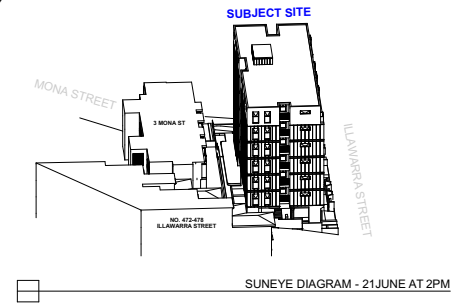 SUBJECT SITE
MONA STREET
3 MONA ST
ILLAWARRA STREET
NO. 472-478
ILLAWARRA STREET
SUNEYE DIAGRAM - 21JUNE AT 2PM